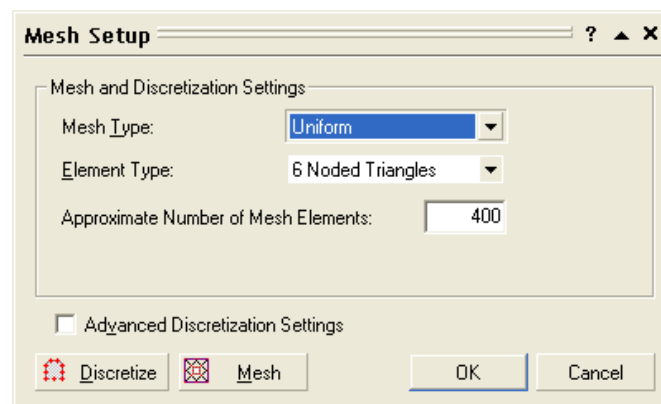 Mesh Setup ?
Mesh and Discretization Settings
Mesh Type: Uniform
Element Type: 6 Noded Triangles
Approximate Number of Mesh Elements: 400
Advanced Discretization Settings
Discretize Mesh OK Cancel